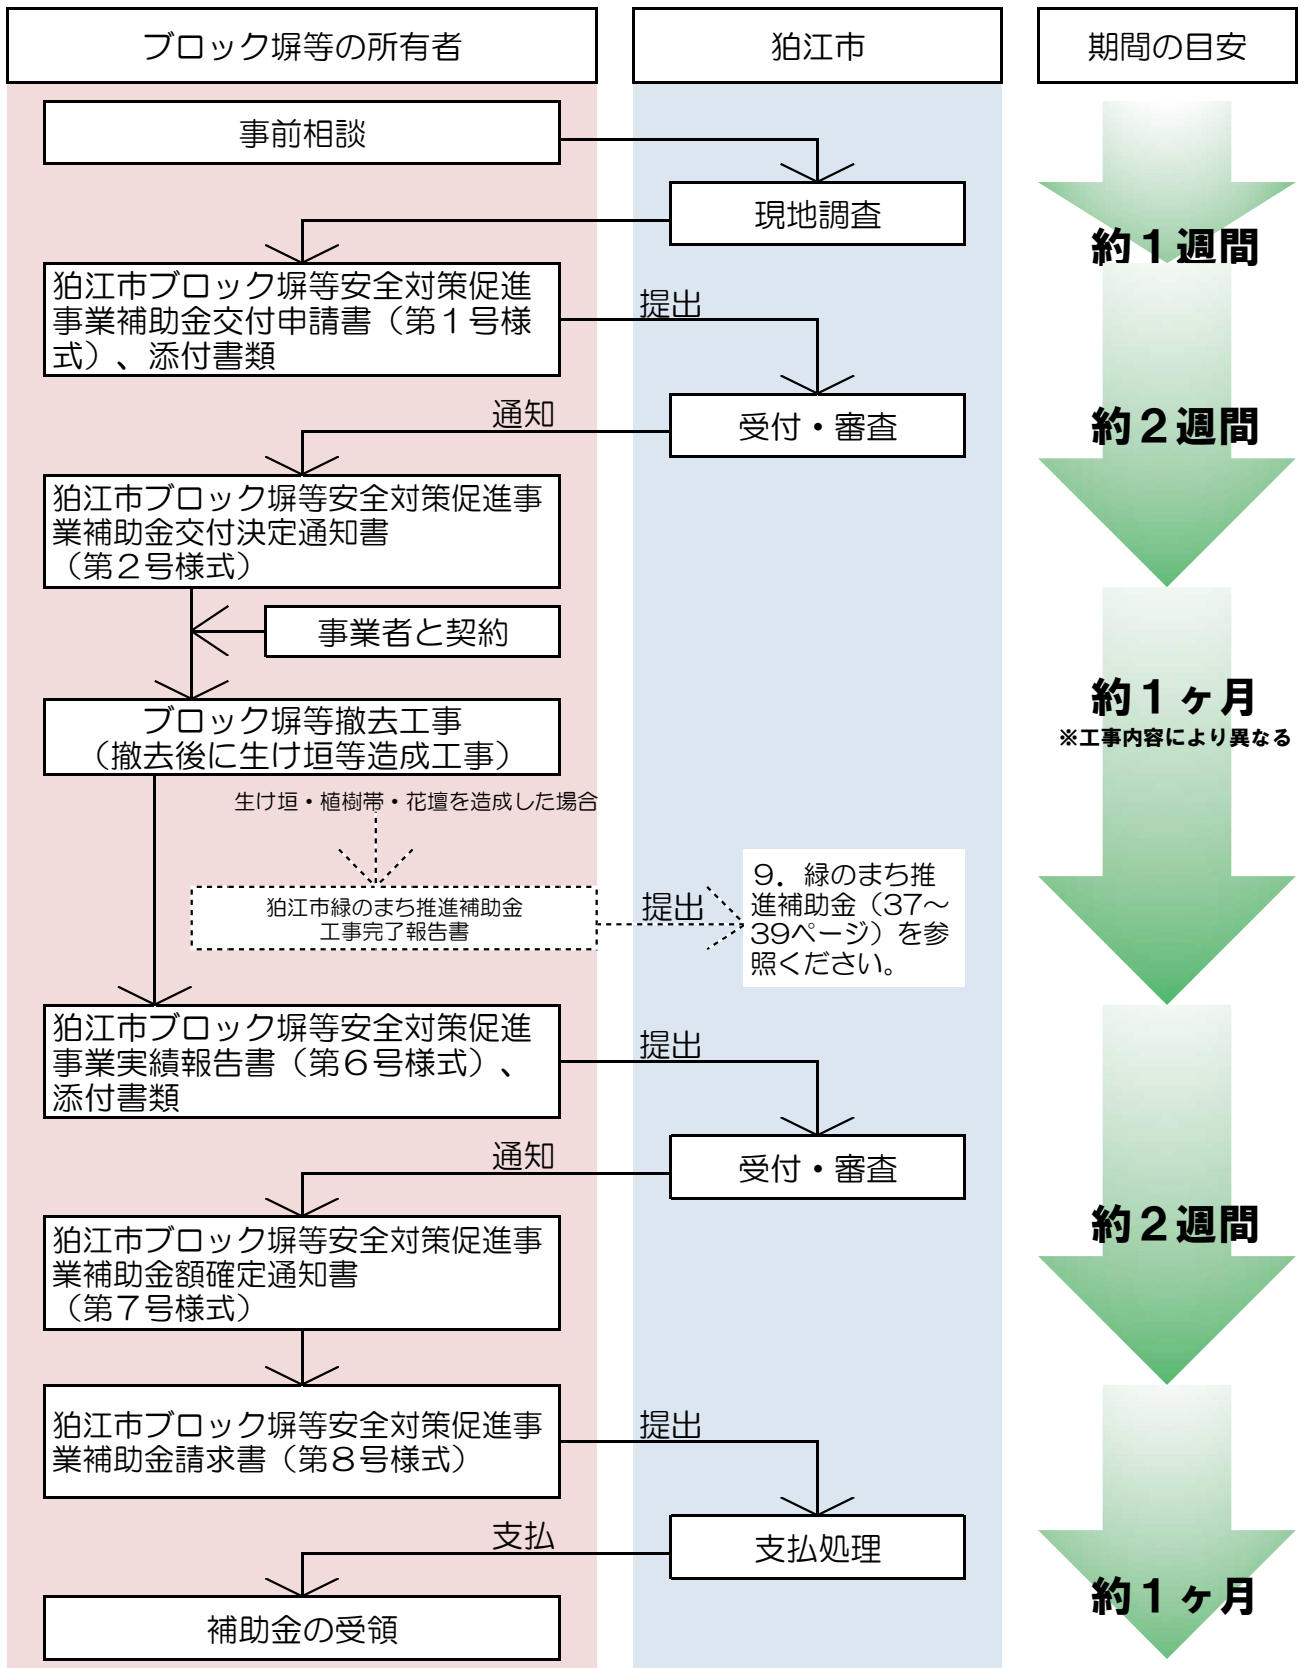 ブロック塀等の所有者
狛江市
期間の目安
事前相談
現地調査
約１週間
狛江市ブロック塀等安全対策促進
事業補助金交付申請書（第１号様
式）、添付書類
提出
受付・審査
約２週間
通知
狛江市ブロック塀等安全対策促進事
業補助金交付決定通知書
（第２号様式）
事業者と契約
ブロック塀等撤去工事
（撤去後に生け垣等造成工事）
約１ヶ月
※工事内容により異なる
生け垣・植樹帯・花壇を造成した場合
狛江市緑のまち推進補助金
工事完了報告書
提出
９．緑のまち推
進補助金（37～
39ページ）を参
照ください。
狛江市ブロック塀等安全対策促進
事業実績報告書（第６号様式）、
添付書類
提出
受付・審査
約２週間
通知
狛江市ブロック塀等安全対策促進事
業補助金額確定通知書
（第７号様式）
狛江市ブロック塀等安全対策促進事
業補助金請求書（第８号様式）
提出
支払処理
支払
約１ヶ月
補助金の受領